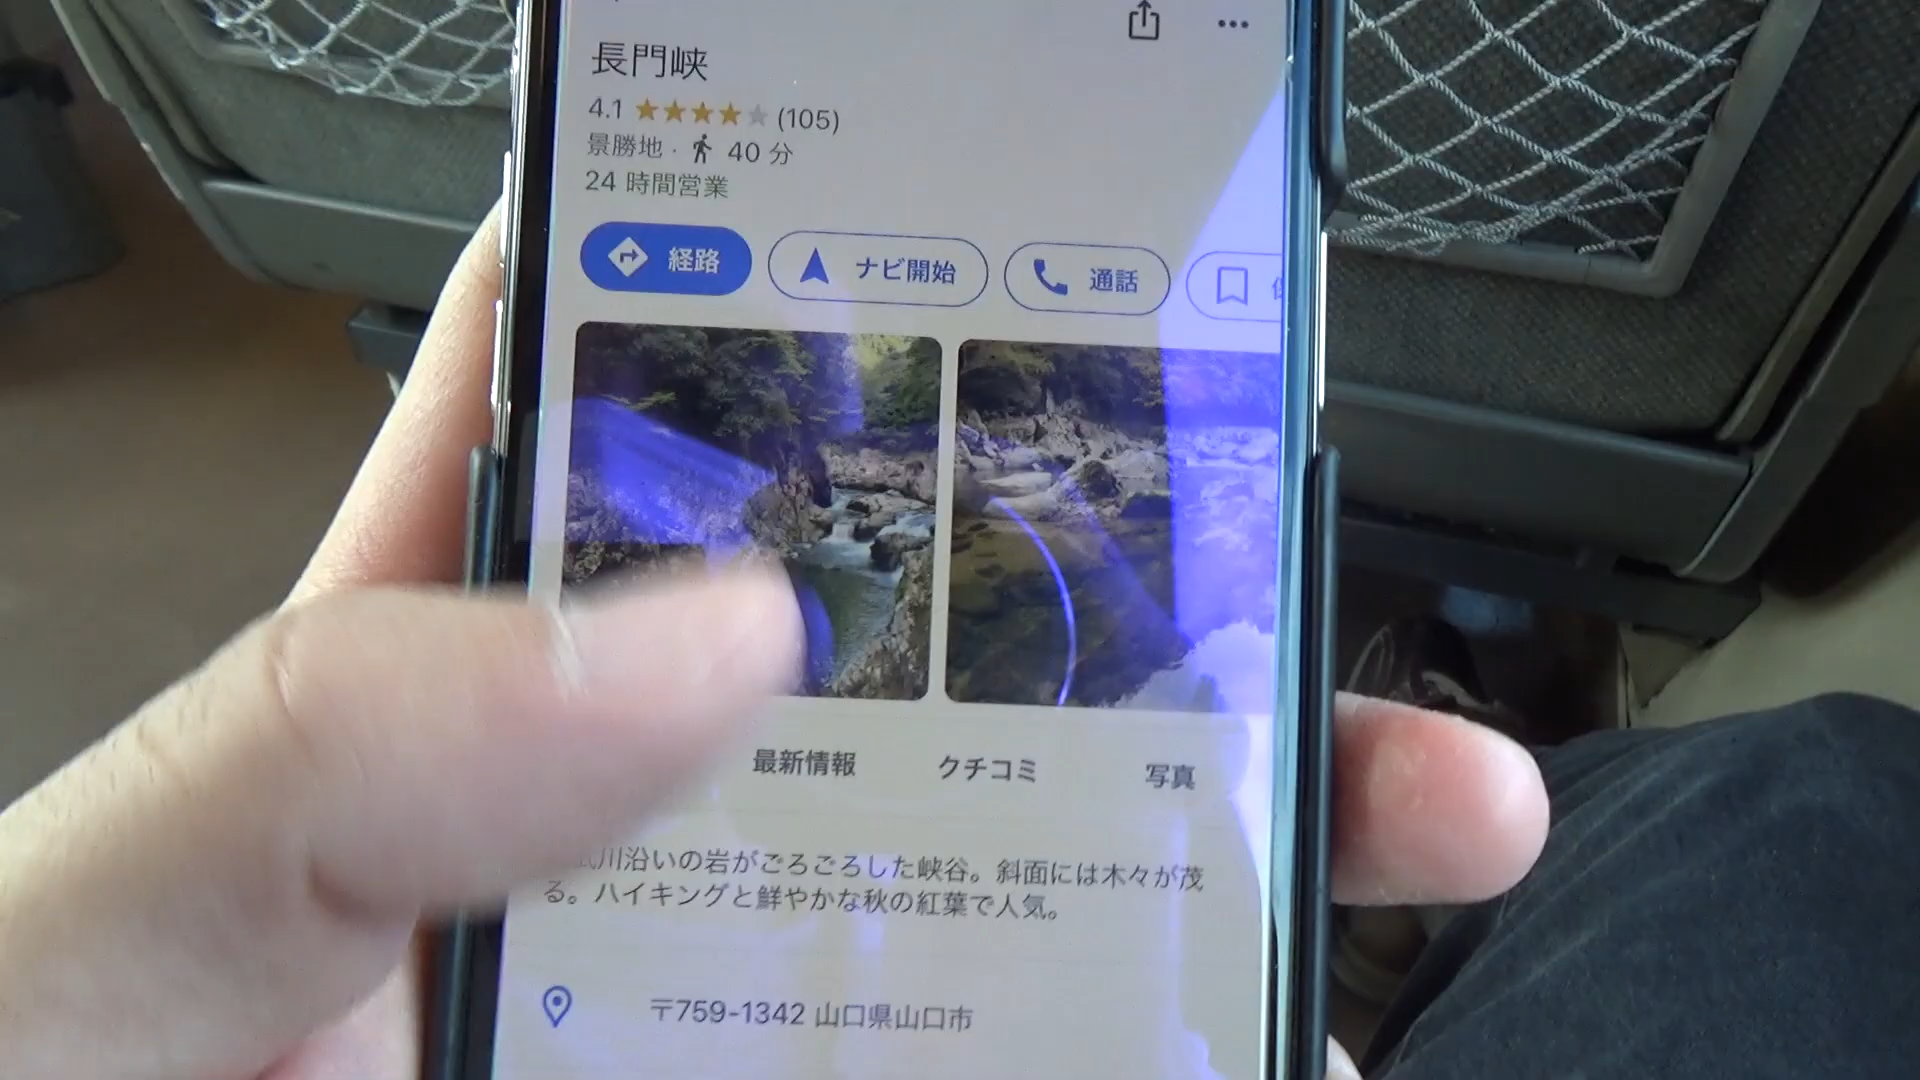 長門峡
4.1 ★★★★★ (105)
景勝地 · 40 分
24 時間営業
経路 ナビ開始 通話
最新情報 クチコミ 写真
川沿いの岩がごろごろした峡谷。斜面には木々が茂
る。ハイキングと鮮やかな秋の紅葉で人気。
〒759-1342 山口県山口市